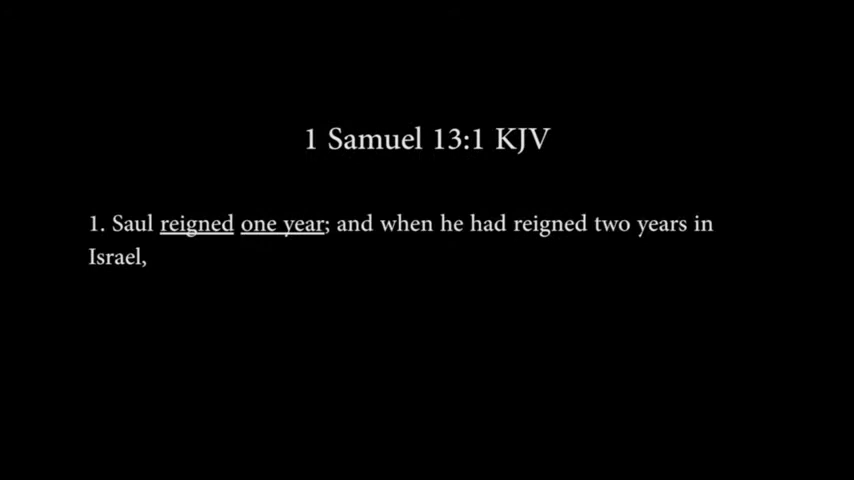 1 Samuel 13:1 KJV
1. Saul reigned one year; and when he had reigned two years in
Israel,